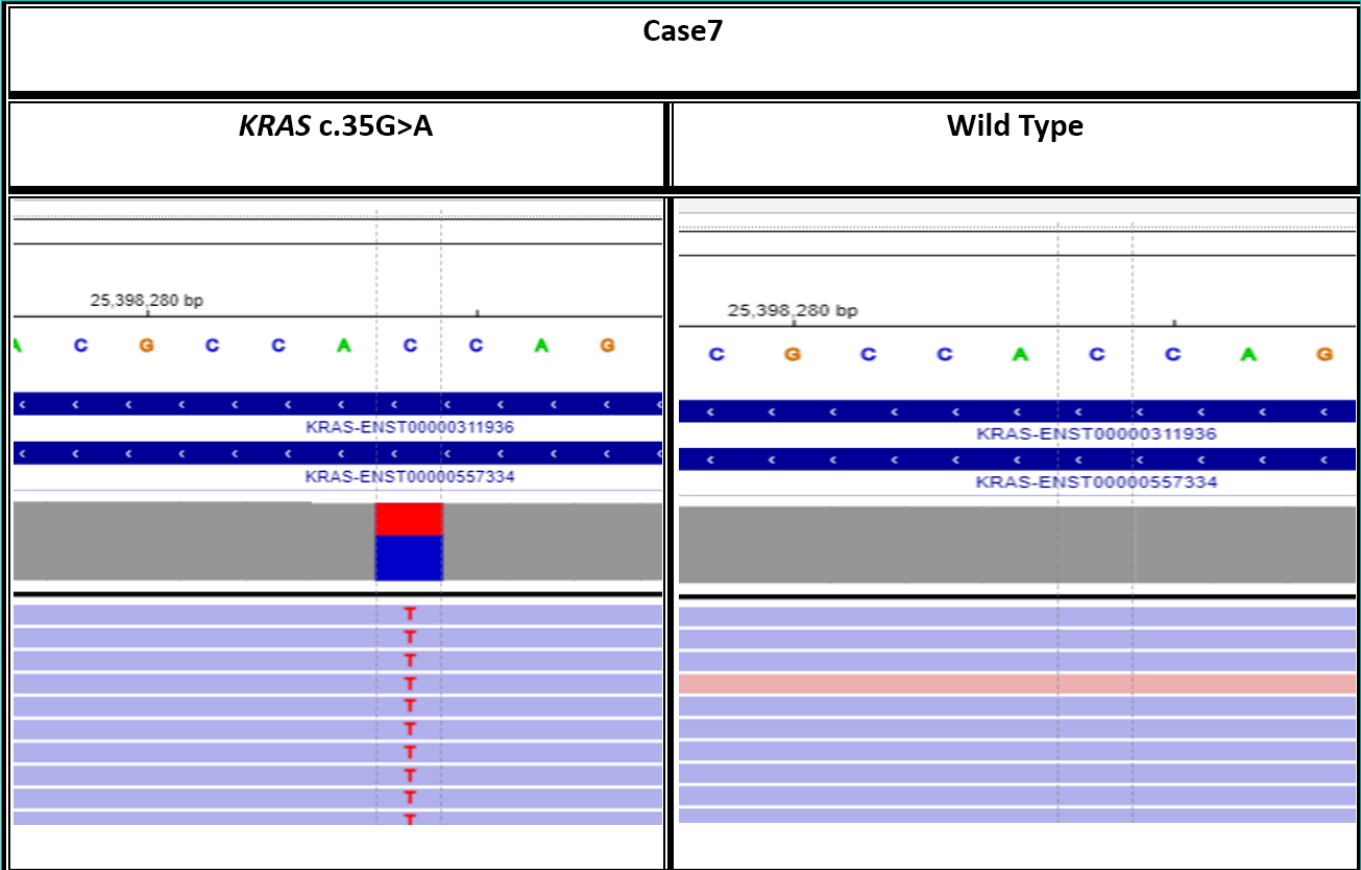 Case7
KRAS c.35G>A
Wild Type
25,398,280 bp
A C G C C A C C A G
KRAS-ENST00000311936
KRAS-ENST00000557334
T
T
T
T
T
T
T
T
T
T
25,398,280 bp
C G C C A C C A G
KRAS-ENST00000311936
KRAS-ENST00000557334